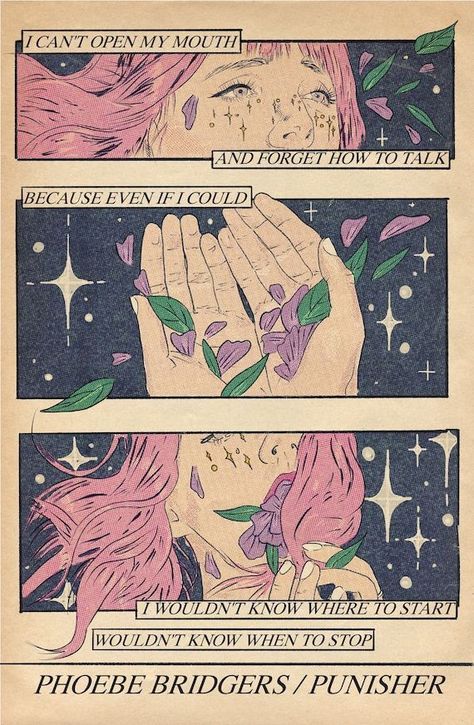 I CAN'T OPEN MY MOUTH
AND FORGET HOW TO TALK
BECAUSE EVEN IF I COULD
I WOULDN'T KNOW WHERE TO START
WOULDN'T KNOW WHEN TO STOP
PHOEBE BRIDGERS / PUNISHER